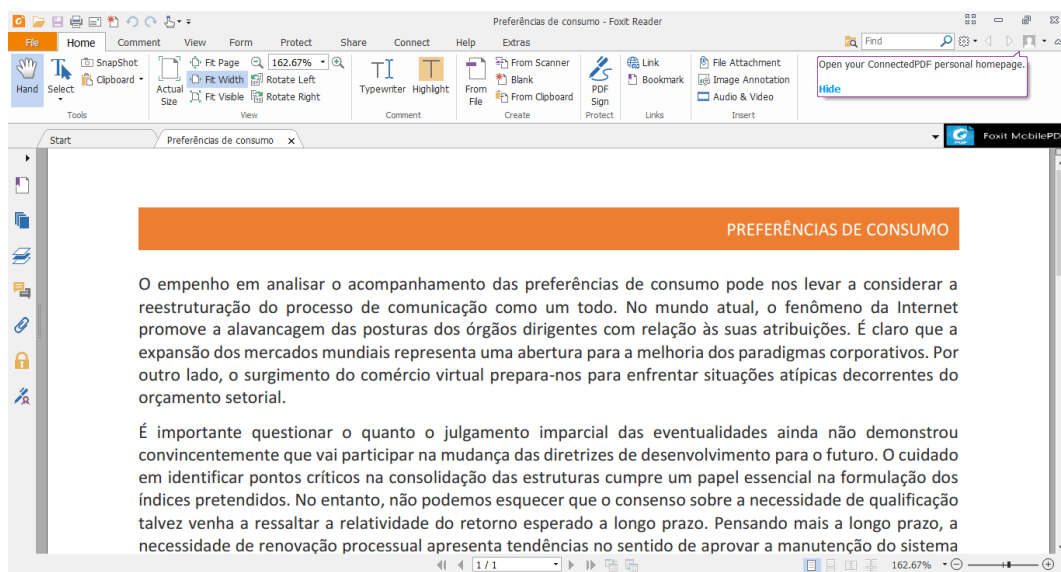 Preferências de consumo - Foxit Reader
File Home Comment View Form Protect Share Connect Help Extras Find
Hand
Select
SnapShot
Clipboard
Tools
Actual Size
Fit Page
Fit Width
Fit Visible
162.67%
Rotate Left
Rotate Right
View
Typewriter
Highlight
Comment
From File
From Scanner
Blank
From Clipboard
Create
PDF Sign
Protect
Link
Bookmark
Links
File Attachment
Image Annotation
Audio & Video
Insert
Open your ConnectedPDF personal homepage.
Hide
Start
Preferências de consumo x
Foxit MobilePD
PREFERÊNCIAS DE CONSUMO
O empenho em analisar o acompanhamento das preferências de consumo pode nos levar a considerar a
reestruturação do processo de comunicação como um todo. No mundo atual, o fenômeno da Internet
promove a alavancagem das posturas dos órgãos dirigentes com relação às suas atribuições. É claro que a
expansão dos mercados mundiais representa uma abertura para a melhoria dos paradigmas corporativos. Por
outro lado, o surgimento do comércio virtual prepara-nos para enfrentar situações atípicas decorrentes do
orçamento setorial.
É importante questionar o quanto o julgamento imparcial das eventualidades ainda não demonstrou
convincentemente que vai participar na mudança das diretrizes de desenvolvimento para o futuro. O cuidado
em identificar pontos críticos na consolidação das estruturas cumpre um papel essencial na formulação dos
índices pretendidos. No entanto, não podemos esquecer que o consenso sobre a necessidade de qualificação
talvez venha a ressaltar a relatividade do retorno esperado a longo prazo. Pensando mais a longo prazo, a
necessidade de renovação processual apresenta tendências no sentido de aprovar a manutenção do sistema
1 / 1
162.67%